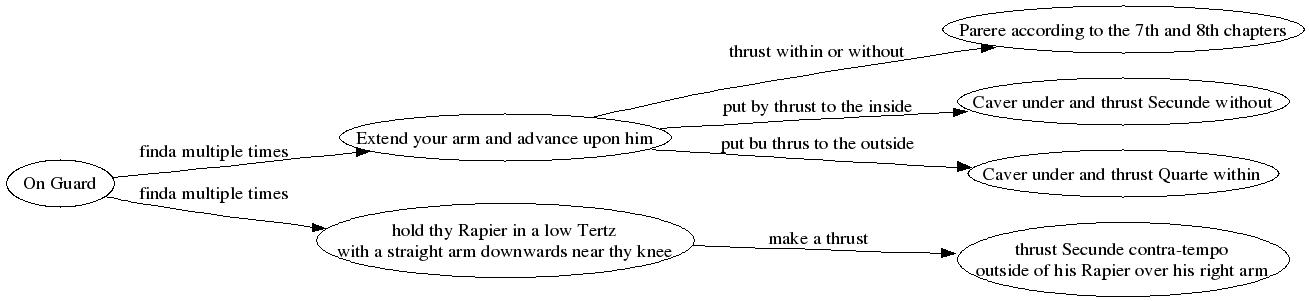 On Guard
finda multiple times
finda multiple times
Extend your arm and advance upon him
hold thy Rapier in a low Tertz
with a straight arm downwards near thy knee
thrust within or without
put by thrust to the inside
put bu thrus to the outside
make a thrust
Parere according to the 7th and 8th chapters
Caver under and thrust Secunde without
Caver under and thrust Quarte within
thrust Secunde contra-tempo
outside of his Rapier over his right arm